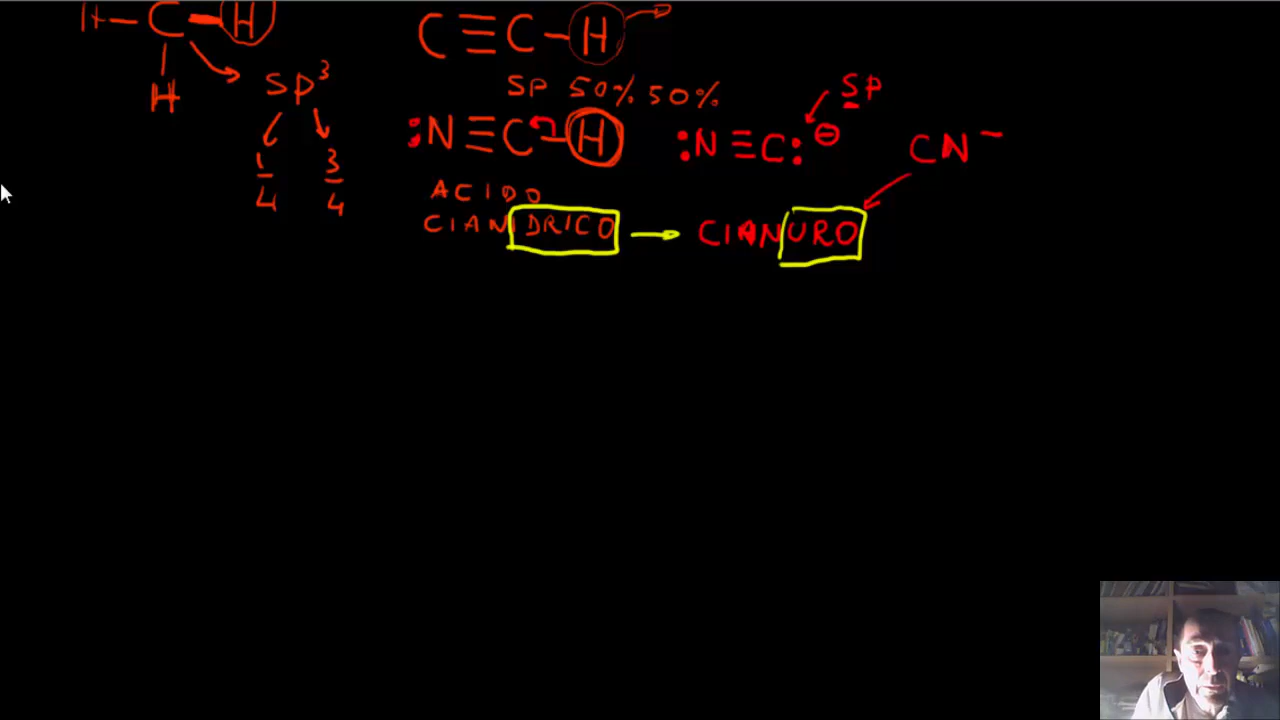 H—C—H
C≡C—H
H
sp³
1/4 3/4
SP 50% 50%
:N≡C—H
:N≡C:⊖
SP
CN⁻
ACIDO
CIANIDRICO → CIANURO